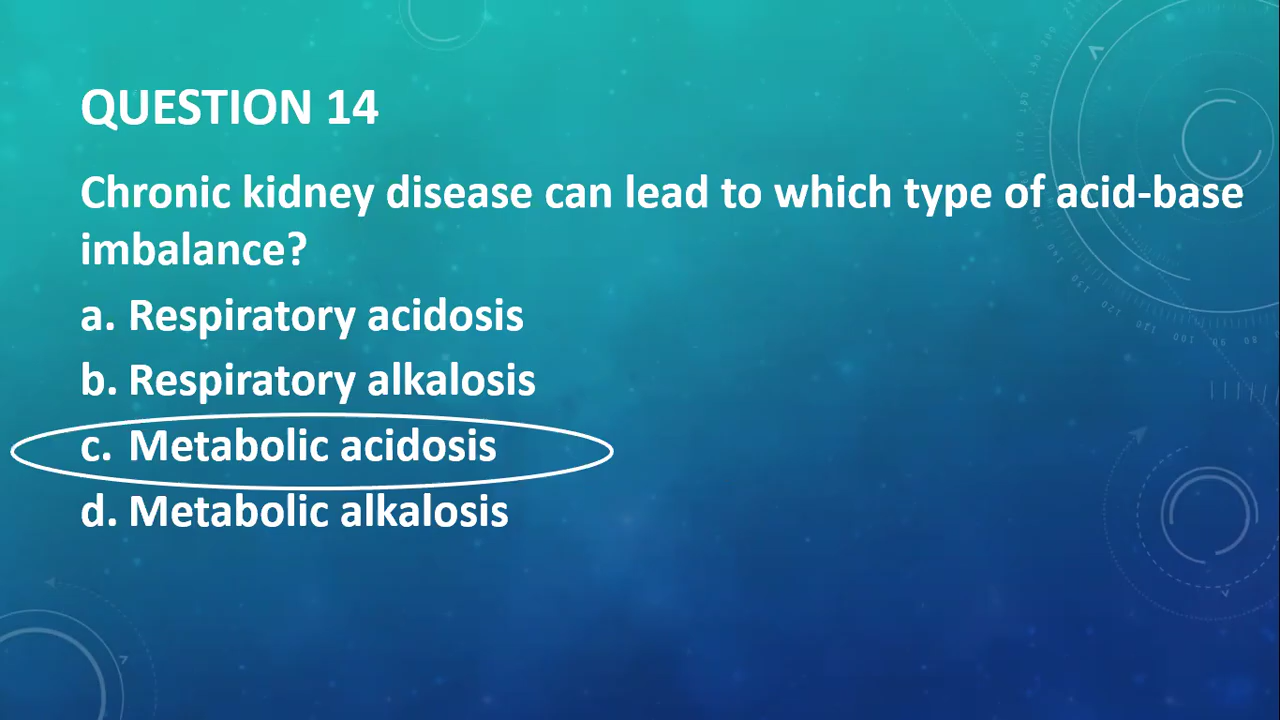 QUESTION 14
Chronic kidney disease can lead to which type of acid-base
imbalance?
a. Respiratory acidosis
b. Respiratory alkalosis
c. Metabolic acidosis
d. Metabolic alkalosis